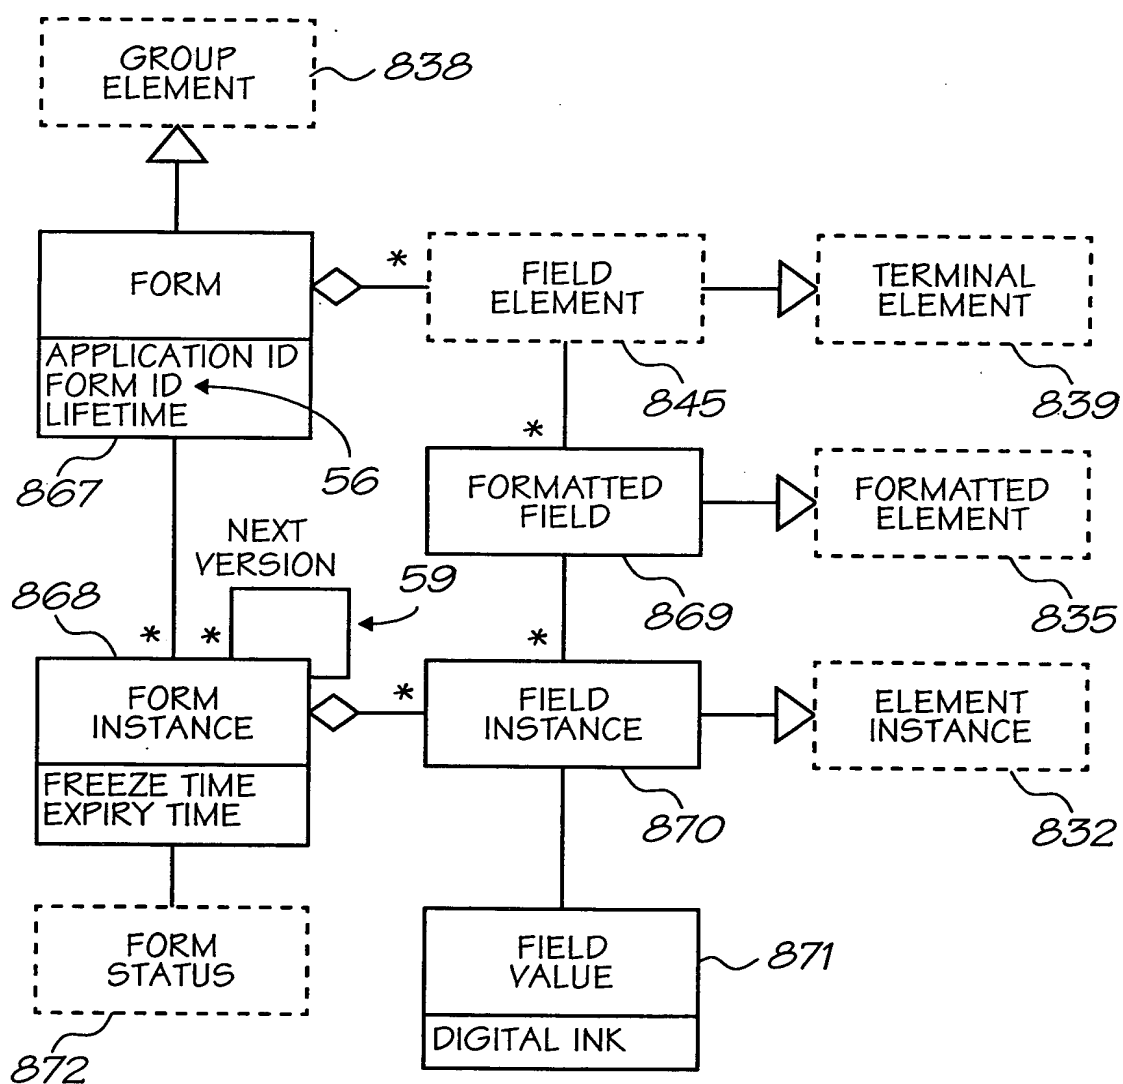 GROUP
ELEMENT
838
FORM
*
FIELD
ELEMENT
TERMINAL
ELEMENT
APPLICATION ID
FORM ID
LIFETIME
845
839
867
56
*
FORMATTED
FIELD
FORMATTED
ELEMENT
NEXT
VERSION
59
868
869
835
*
*
*
FORM
INSTANCE
*
FIELD
INSTANCE
ELEMENT
INSTANCE
FREEZE TIME
EXPIRY TIME
870
832
FORM
STATUS
FIELD
VALUE
871
DIGITAL INK
872